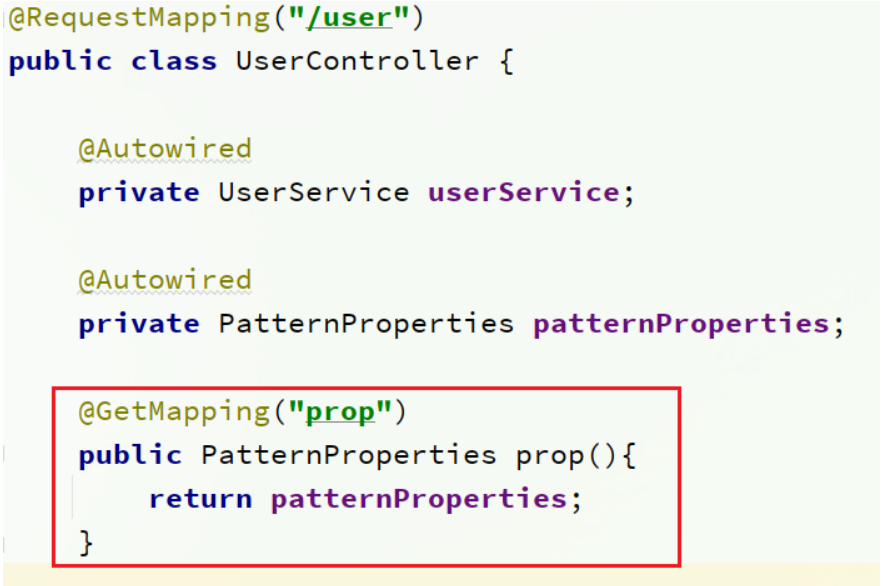 @RequestMapping("/user")
public class UserController {
@Autowired
private UserService userService;
@Autowired
private PatternProperties patternProperties;
@GetMapping("prop")
public PatternProperties prop(){
return patternProperties;
}